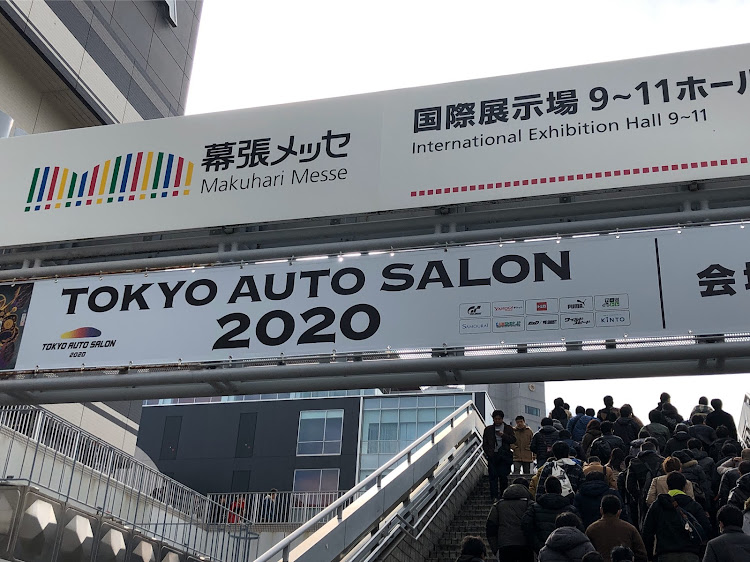 幕張メッセ
Makuhari Messe
国際展示場 9~11ホール
International Exhibition Hall 9~11
TOKYO AUTO SALON
2020
TOKYO AUTO SALON
2020
会
KINTO